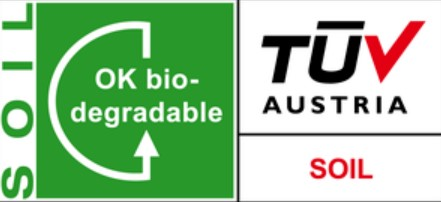 SOIL
OK bio-
degradable
TÜV
AUSTRIA
SOIL